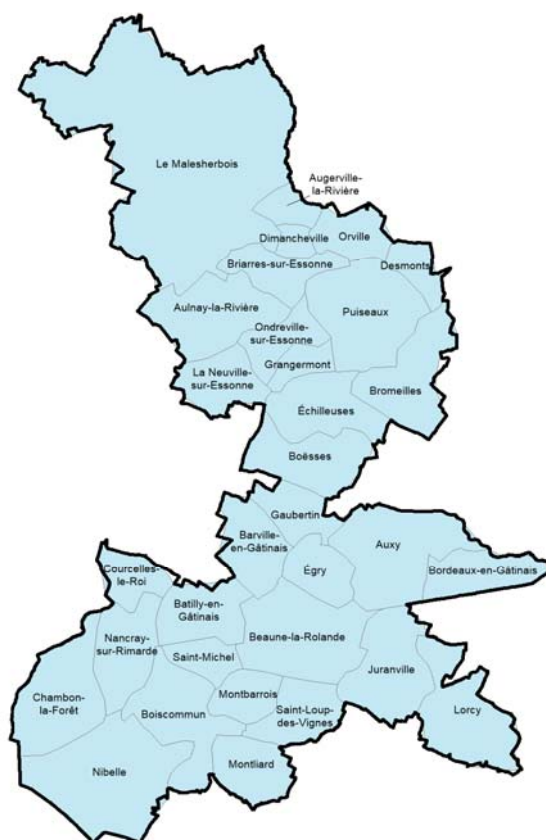 Le Malesherbois
Augerville-
la-Rivière
Dimancheville
Orville
Briarres-sur-Essonne
Desmonts
Aulnay-la-Rivière
Puiseaux
Ondreville-
sur-Essonne
Grangermont
La Neuville-
sur-Essonne
Bromeilles
Échilleuses
Boësses
Gaubertin
Barville-
en-Gâtinais
Auxy
Égry
Bordeaux-en-Gâtinais
Courcelles-
le-Roi
Batilly-en-
Gâtinais
Nancray-
sur-Rimarde
Beaune-la-Rolande
Saint-Michel
Juranville
Chambon-
la-Forêt
Montbarrois
Boiscommun
Saint-Loup-
des-Vignes
Lorcy
Nibelle
Montliard